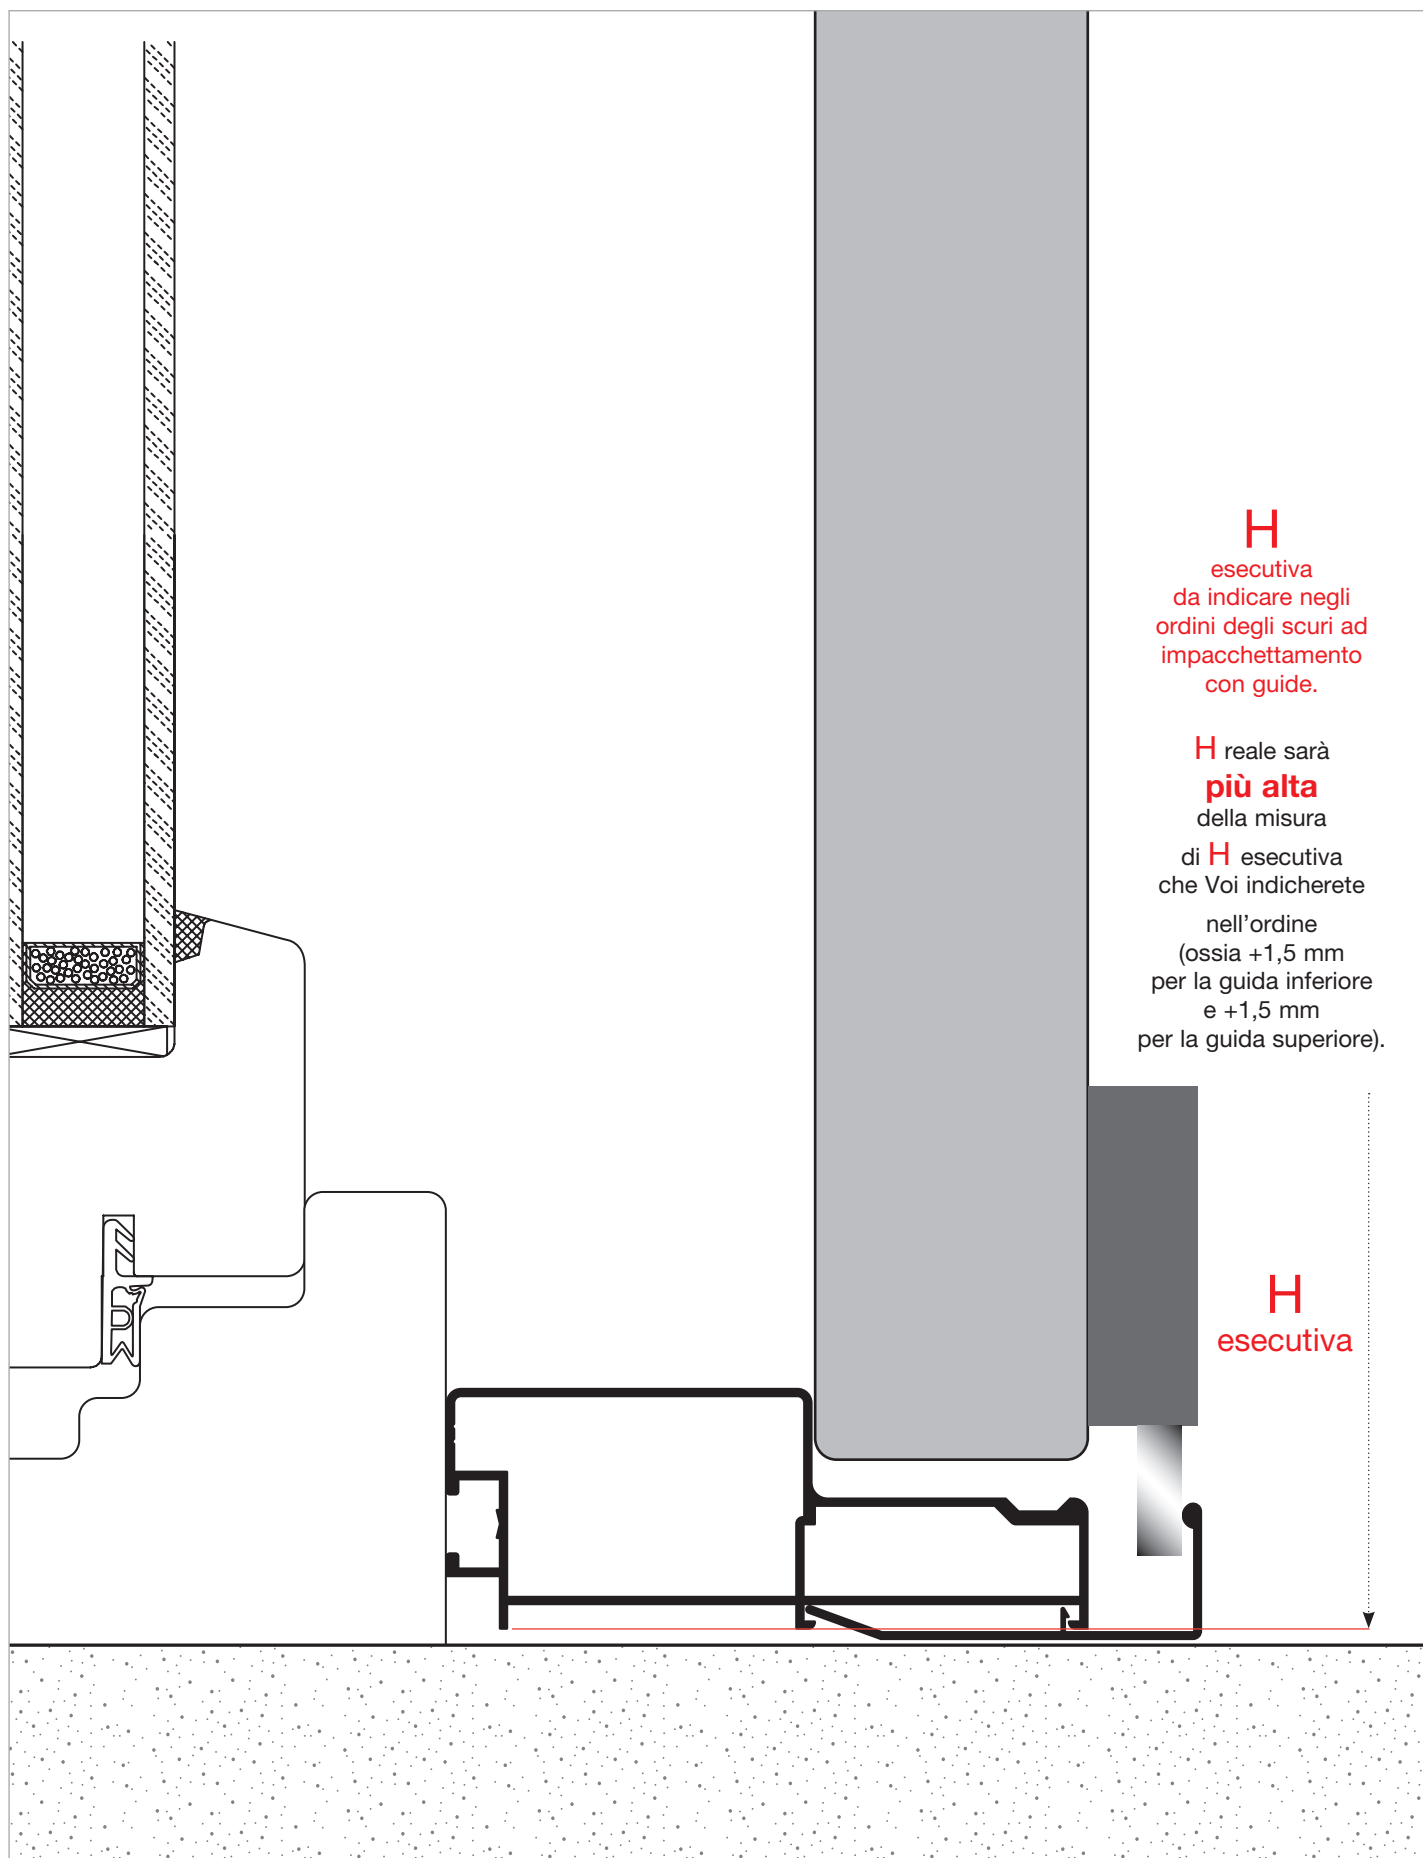 H
esecutiva
da indicare negli
ordini degli scuri ad
impacchettamento
con guide.
H reale sarà
più alta
della misura
di H esecutiva
che Voi indicherete
nell'ordine
(ossia +1,5 mm
per la guida inferiore
e +1,5 mm
per la guida superiore).
H
esecutiva